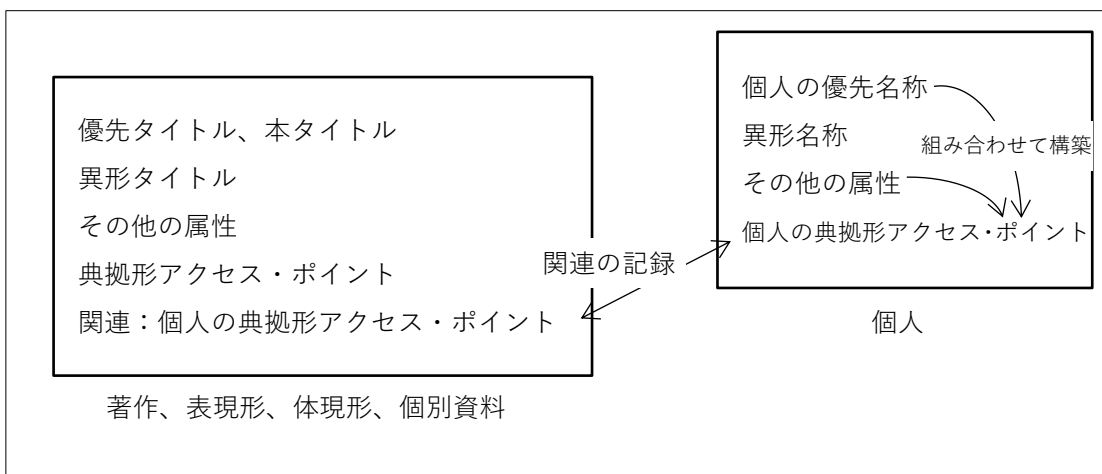 優先タイトル、本タイトル
異形タイトル
その他の属性
典拠形アクセス・ポイント
関連：個人の典拠形アクセス・ポイント
著作、表現形、体現形、個別資料
関連の記録
個人の優先名称
異形名称
組み合わせて構築
その他の属性
個人の典拠形アクセス・ポイント
個人